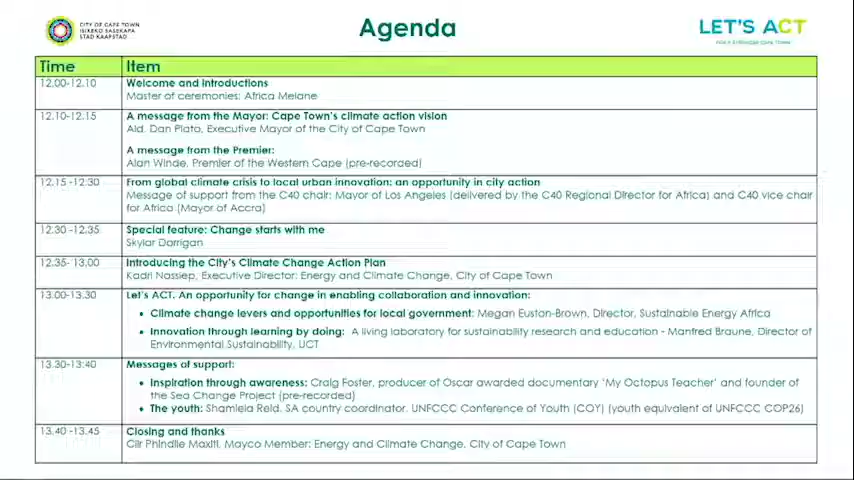 CITY OF CAPE TOWN
ISIXEKO SASEKAPA
STAD KAAPSTAD
Agenda
LET'S ACT
FOR A STRONGER CAPE TOWN
Time Item
12.00-12.10 Welcome and Introductions
Master of ceremonies: Africa Melane
12.10-12.15 A message from the Mayor: Cape Town's climate action vision
Ald. Dan Plato, Executive Mayor of the City of Cape Town
A message from the Premier:
Alan Winde, Premier of the Western Cape (pre-recorded)
12.15 -12:30 From global climate crisis to local urban innovation: an opportunity in city action
Message of support from the C40 chair: Mayor of Los Angeles (delivered by the C40 Regional Director for Africa) and C40 vice chair
for Africa (Mayor of Accra)
12.30 -12.35 Special feature: Change starts with me
Skylar Dorrigan
12.35- 13.00 Introducing the City's Climate Change Action Plan
Kadri Nassiep, Executive Director: Energy and Climate Change, City of Cape Town
13.00-13.30 Let's ACT. An opportunity for change in enabling collaboration and innovation:
• Climate change levers and opportunities for local government: Megan Euston-Brown, Director, Sustainable Energy Africa
• Innovation through learning by doing: A living laboratory for sustainability research and education - Manfred Braune, Director of
Environmental Sustainability, UCT
13.30-13:40 Messages of support:
• Inspiration through awareness: Craig Foster, producer of Oscar awarded documentary 'My Octopus Teacher' and founder of
the Sea Change Project (pre-recorded)
• The youth: Shamiela Reid, SA country coordinator, UNFCCC Conference of Youth (COY) (youth equivalent of UNFCCC COP26)
13.40 -13.45 Closing and thanks
Cllr Phindile Maxiti, Mayco Member: Energy and Climate Change, City of Cape Town